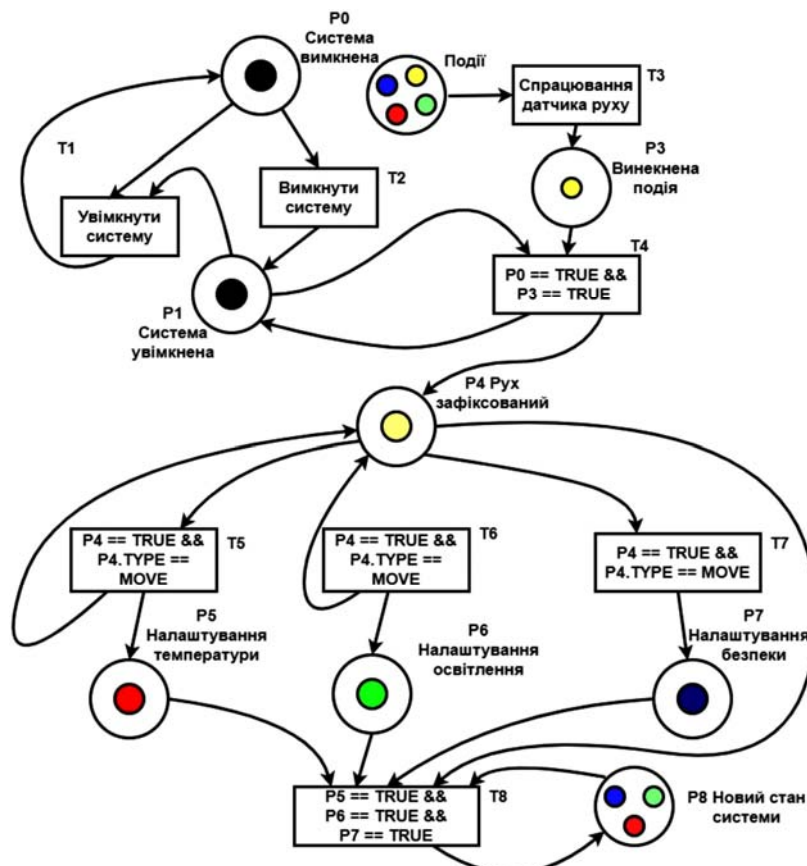 P0
Система
вимкнена
Події
Спрацювання
датчика руху
T3
T1
P3
Винекнена
подія
Вимкнути
систему
T2
Увімкнути
систему
T4
P0 == TRUE &&
P3 == TRUE
P1
Система
увімкнена
P4 Рух
зафіксований
P4 == TRUE &&
P4.TYPE ==
MOVE
T5
P4 == TRUE &&
P4.TYPE ==
MOVE
T6
P4 == TRUE &&
P4.TYPE == MOVE
T7
P5
Налаштування
температури
P6
Налаштування
освітлення
P7
Налаштування
безпеки
P5 == TRUE &&
P6 == TRUE &&
P7 == TRUE
T8
P8 Новий стан
системи